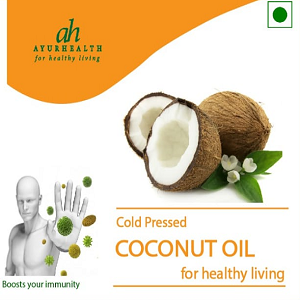 ah
AYURHEALTH
for healthy living
Cold Pressed
COCONUT OIL
for healthy living
Boosts your immunity